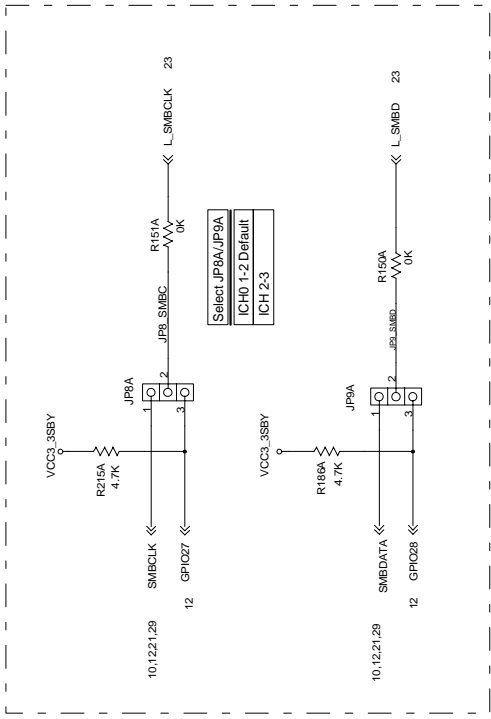 VCC3_3SBY
R215A
4.7K
SMBCLK
10,12,21,29
GPIO27
12
JP8A
1
2
3
JP8_SMBC
R151A
0K
L_SMBCLK
23
Select JP8A/JP9A
ICH0 1-2 Default
ICH 2-3
VCC3_3SBY
R186A
4.7K
SMBDATA
10,12,21,29
GPIO28
12
JP9A
1
2
3
JP9_SMBD
R150A
0K
L_SMBD
23